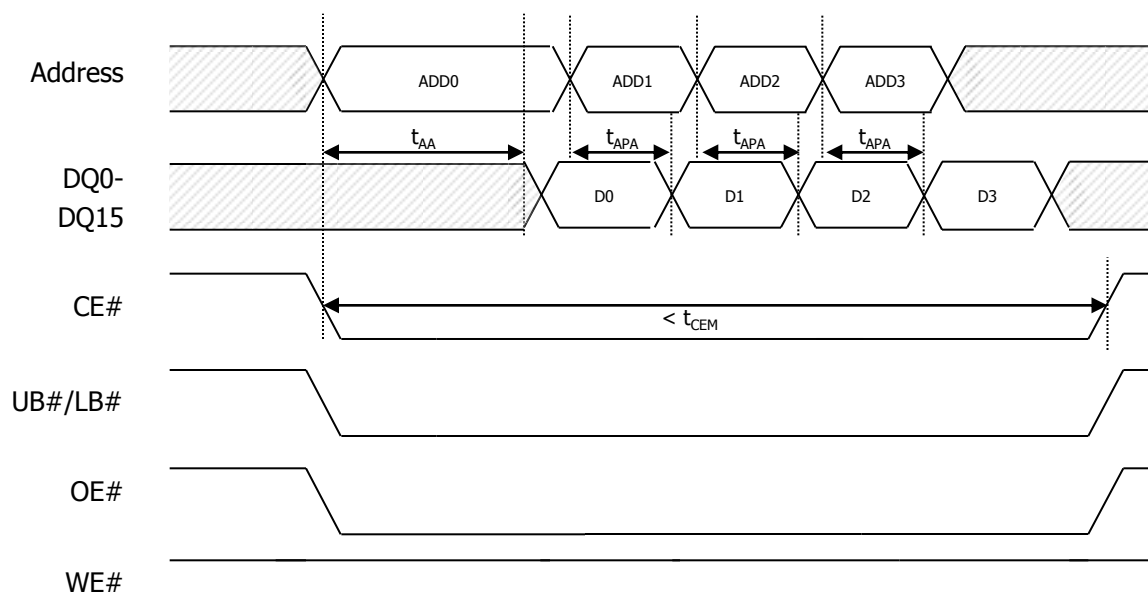 Address
ADD0
ADD1
ADD2
ADD3
tAA
tAPA
tAPA
tAPA
DQ0-
DQ15
D0
D1
D2
D3
CE#
< tCEM
UB#/LB#
OE#
WE#